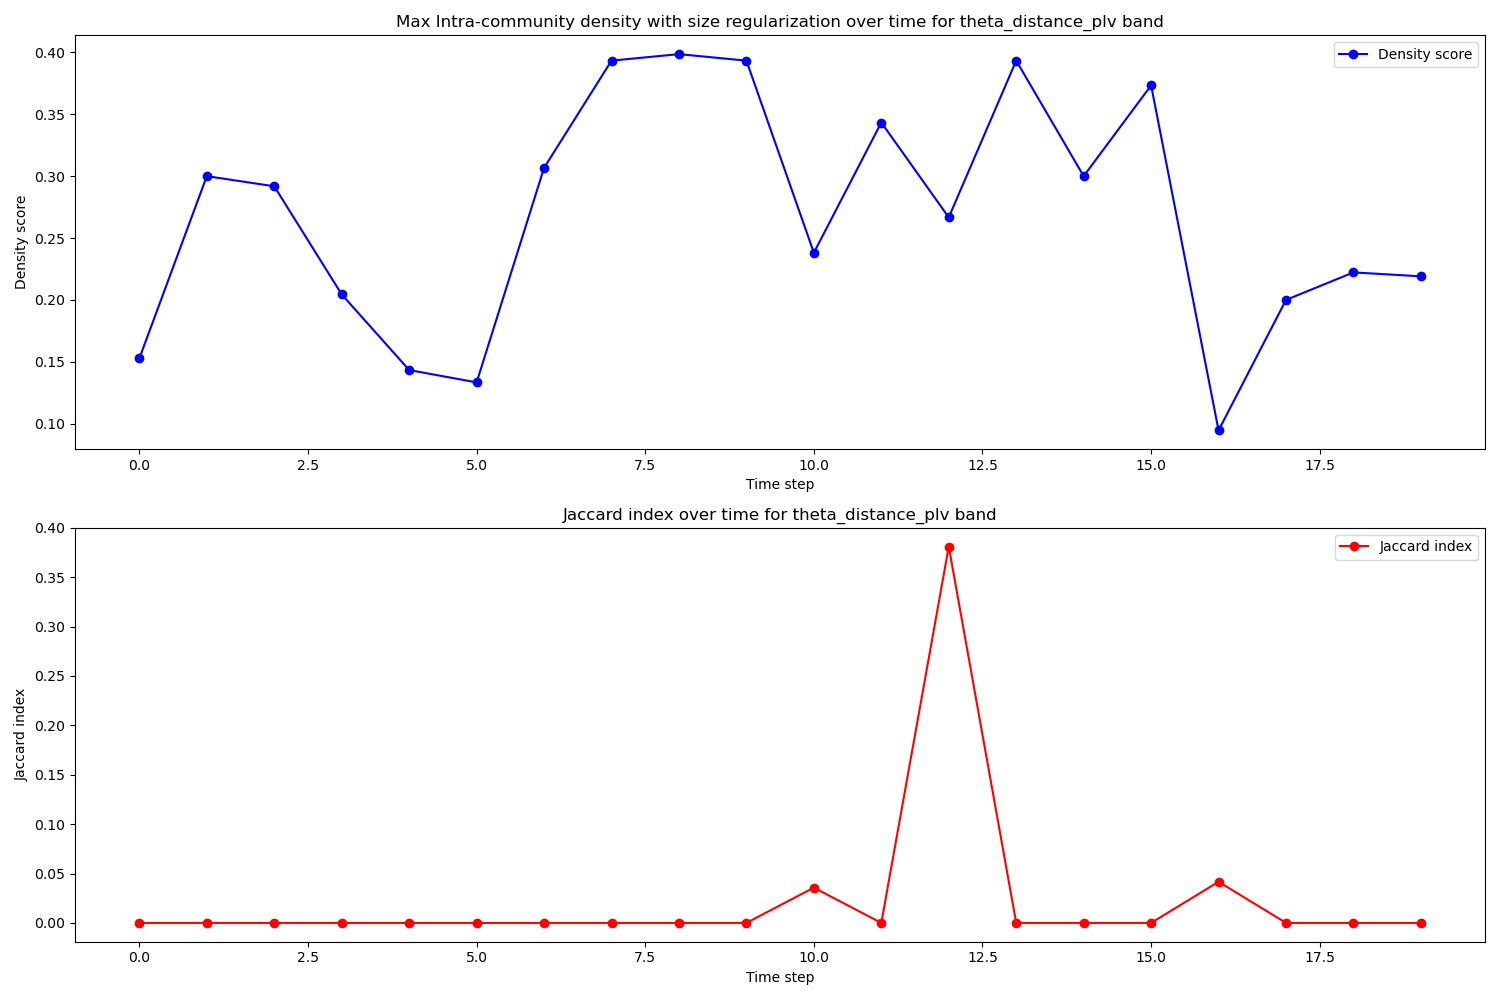 Max Intra-community density with size regularization over time for theta_distance_plv band
Density score
0.40
0.35
0.30
0.25
0.20
0.15
0.10
Density score
0.0 2.5 5.0 7.5 10.0 12.5 15.0 17.5
Time step
Jaccard index over time for theta_distance_plv band
Jaccard index
0.40
0.35
0.30
0.25
0.20
0.15
0.10
0.05
0.00
Jaccard index
0.0 2.5 5.0 7.5 10.0 12.5 15.0 17.5
Time step